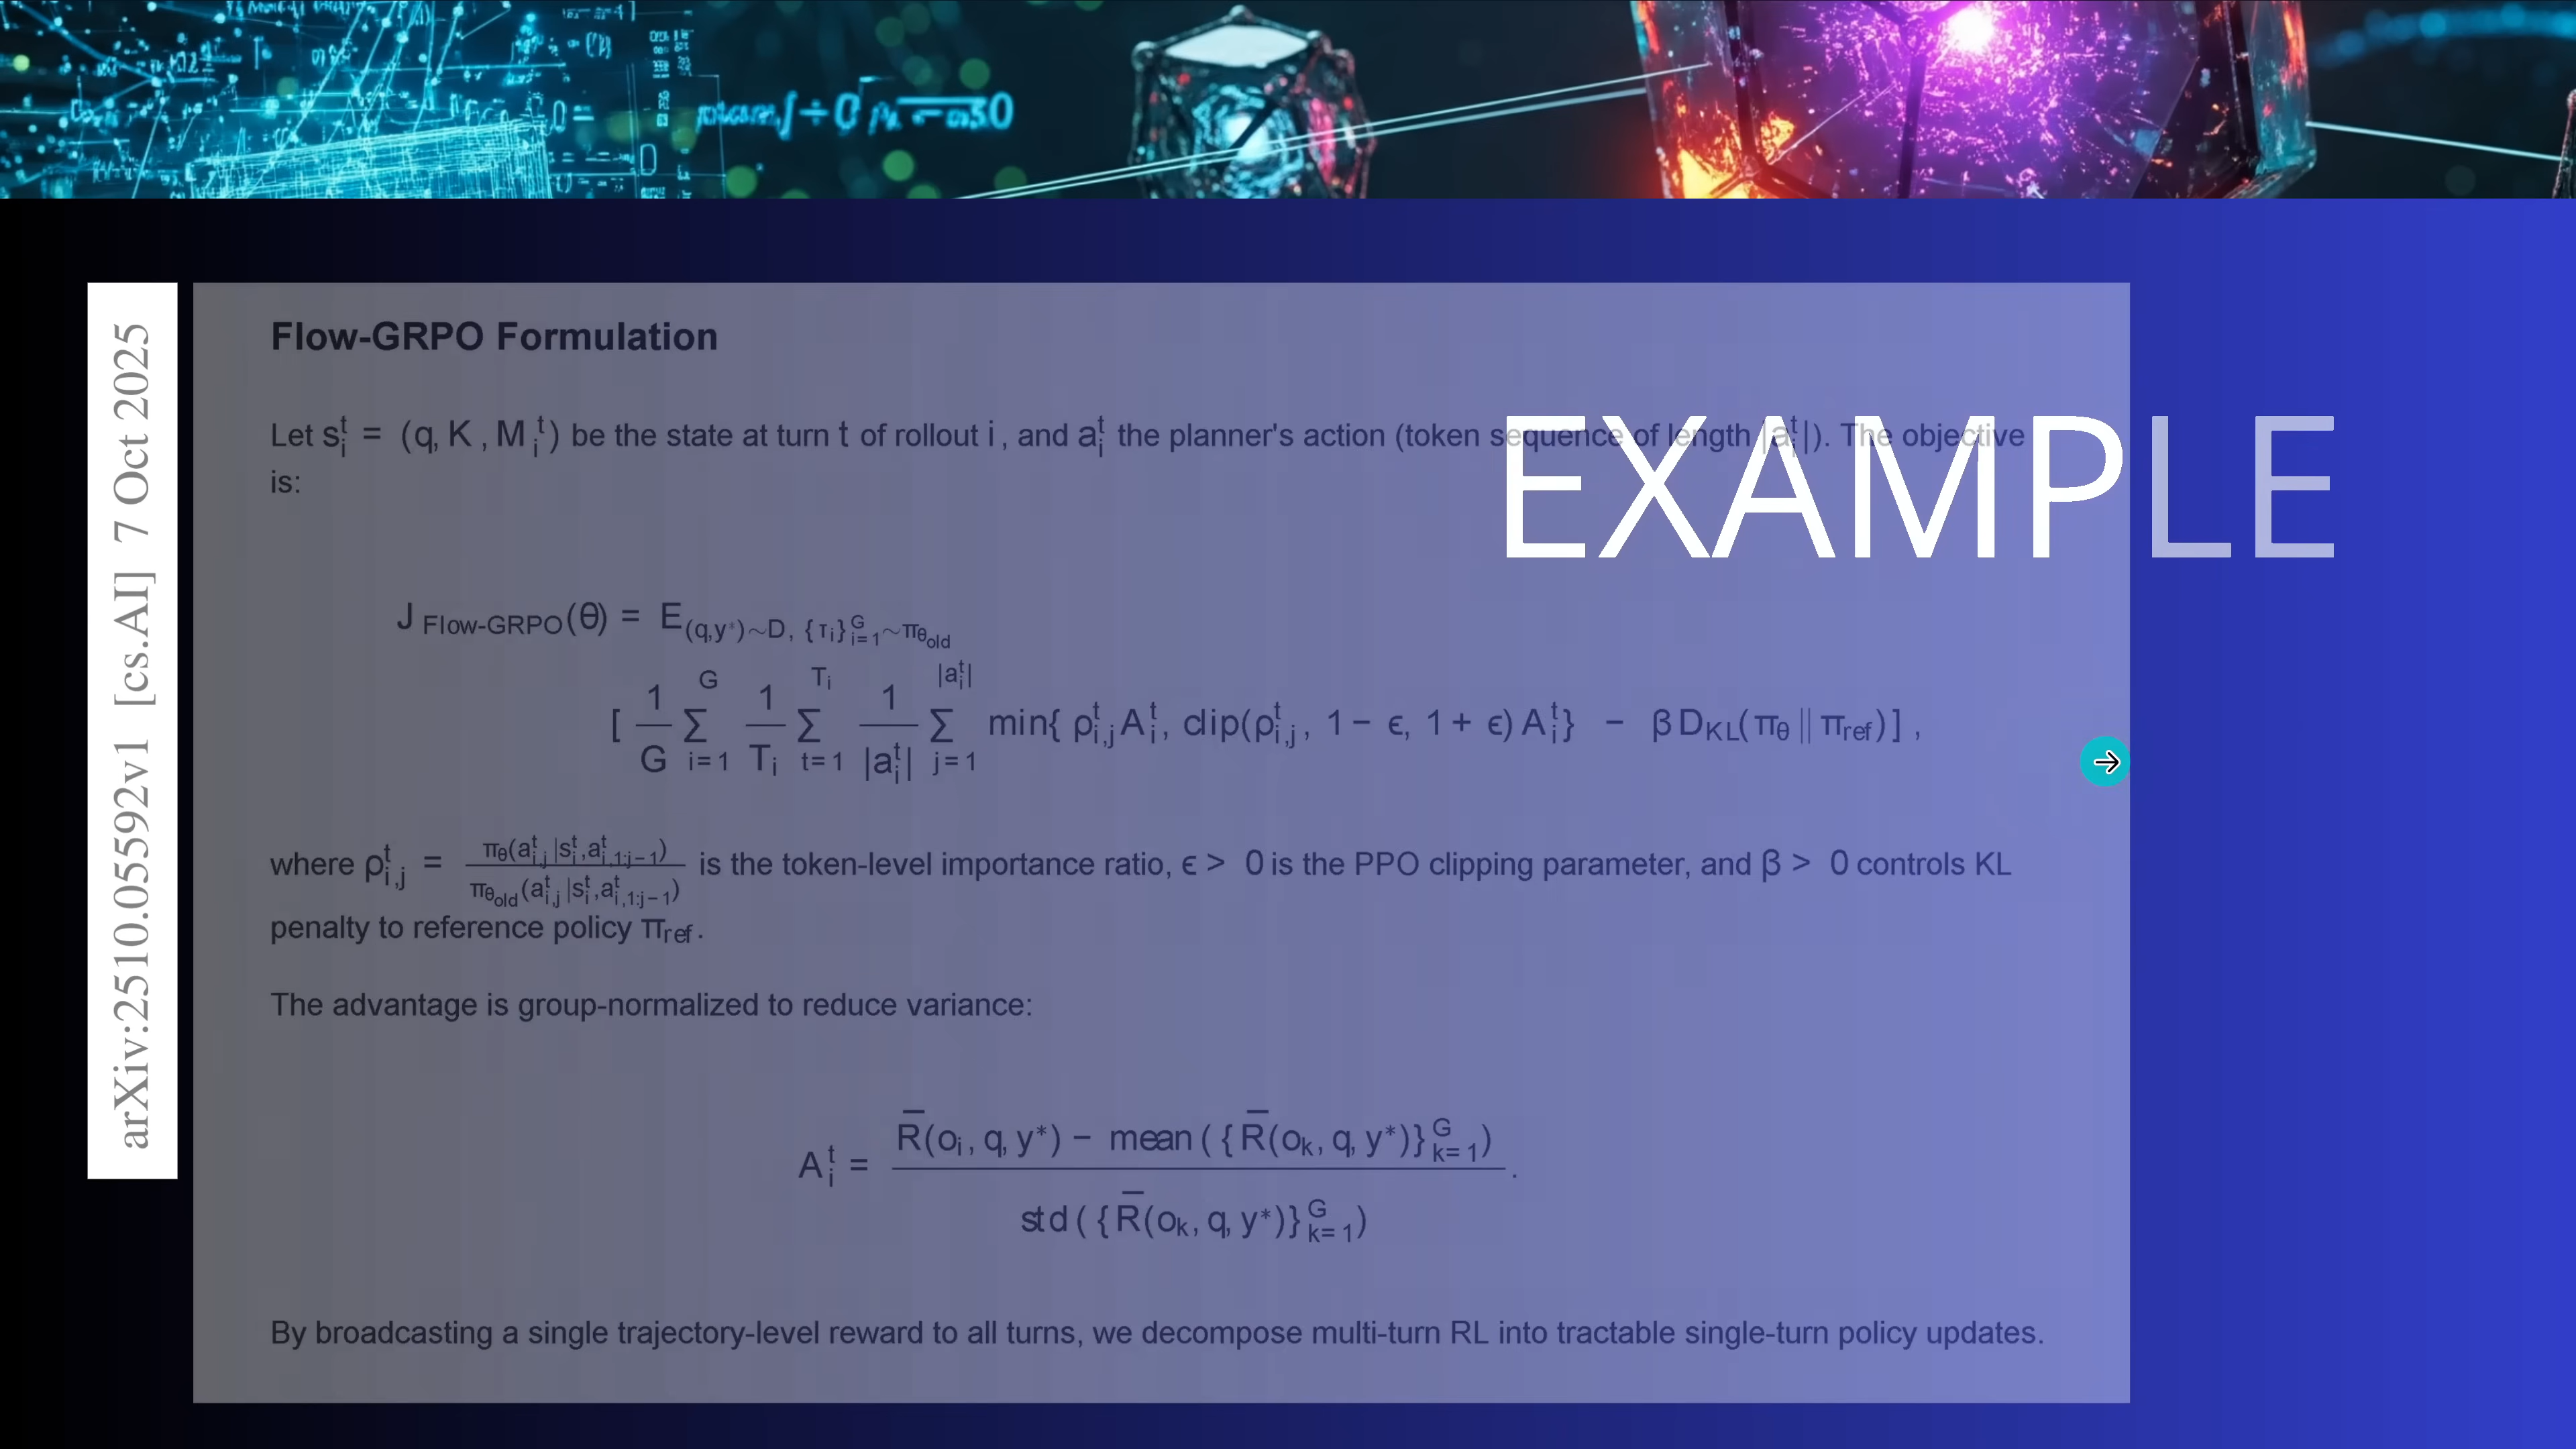 arXiv:2510.05592v1 [cs.AI] 7 Oct 2025
Flow-GRPO Formulation
EXAMPLE
Let s_i^t = (q, K, M_i^t) be the state at turn t of rollout i, and a_i^t the planner's action (token sequence of length |a_i^t|). The objective
is:
J_Flow-GRPO(θ) = E_(q,y*)∼D, {τ_i}_{i=1}^G∼π_θ_old
[ 1/G Σ_{i=1}^G 1/T_i Σ_{t=1}^{T_i} 1/|a_i^t| Σ_{j=1}^{|a_i^t|} min{ ρ_{i,j}^t A_i^t, clip(ρ_{i,j}^t, 1 − ϵ, 1 + ϵ) A_i^t} − β D_KL(π_θ || π_ref) ] ,
where ρ_{i,j}^t = π_θ(a_{i,j}^t |s_i^t,a_{i,1:j−1}^t) / π_θ_old(a_{i,j}^t |s_i^t,a_{i,1:j−1}^t) is the token-level importance ratio, ϵ > 0 is the PPO clipping parameter, and β > 0 controls KL
penalty to reference policy π_ref.
The advantage is group-normalized to reduce variance:
A_i^t = R̄(o_i, q, y*) − mean({R̄(o_k, q, y*)}_{k=1}^G) / std({R̄(o_k, q, y*)}_{k=1}^G) .
By broadcasting a single trajectory-level reward to all turns, we decompose multi-turn RL into tractable single-turn policy updates.